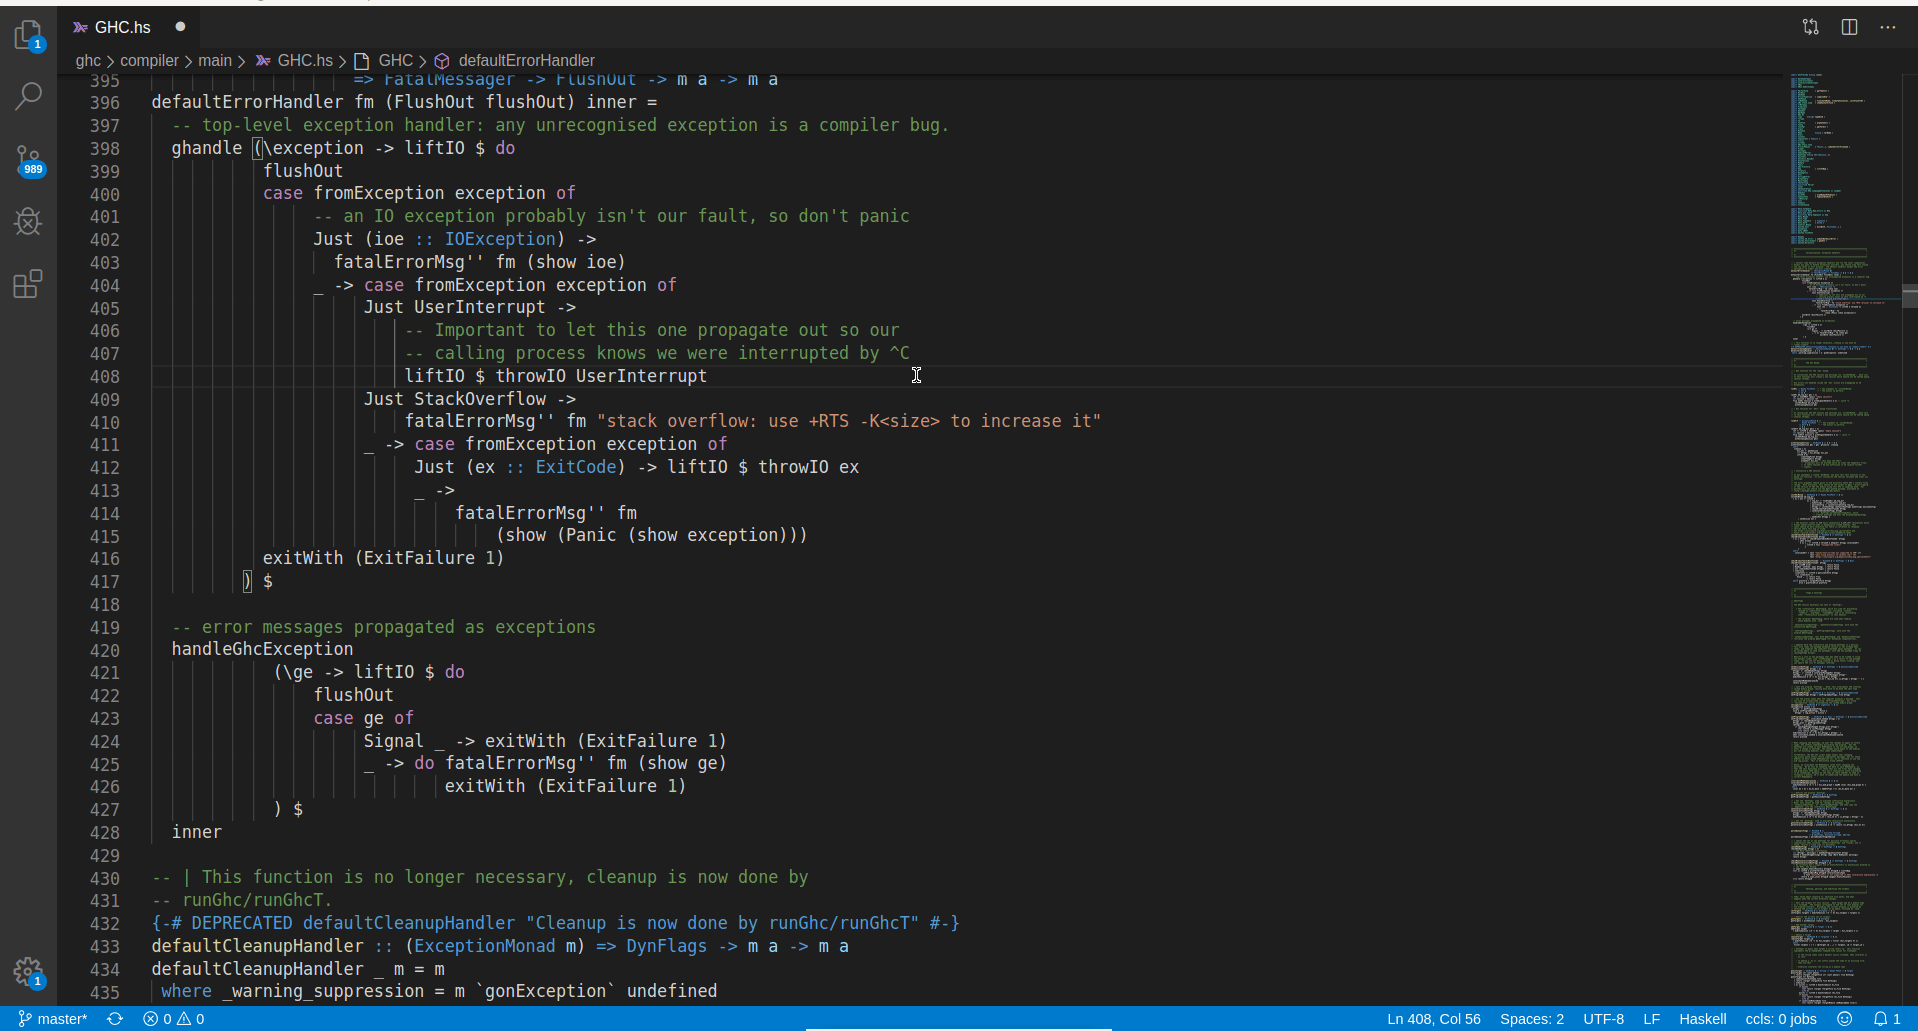 GHC.hs
ghc > compiler > main > GHC.hs > GHC > defaultErrorHandler
1
989
1
395 => FatalMessager -> FlushOut -> m a -> m a
396 defaultErrorHandler fm (FlushOut flushOut) inner =
397 -- top-level exception handler: any unrecognised exception is a compiler bug.
398 ghandle (\exception -> liftIO $ do
399 flushOut
400 case fromException exception of
401 -- an IO exception probably isn't our fault, so don't panic
402 Just (ioe :: IOException) ->
403 fatalErrorMsg'' fm (show ioe)
404 _ -> case fromException exception of
405 Just UserInterrupt ->
406 -- Important to let this one propagate out so our
407 -- calling process knows we were interrupted by ^C
408 liftIO $ throwIO UserInterrupt
409 Just StackOverflow ->
410 fatalErrorMsg'' fm "stack overflow: use +RTS -K<size> to increase it"
411 _ -> case fromException exception of
412 Just (ex :: ExitCode) -> liftIO $ throwIO ex
413 _ ->
414 fatalErrorMsg'' fm
415 (show (Panic (show exception)))
416 exitWith (ExitFailure 1)
417 ) $
418
419 -- error messages propagated as exceptions
420 handleGhcException
421 (\ge -> liftIO $ do
422 flushOut
423 case ge of
424 Signal _ -> exitWith (ExitFailure 1)
425 _ -> do fatalErrorMsg'' fm (show ge)
426 exitWith (ExitFailure 1)
427 ) $
428 inner
429
430 -- | This function is no longer necessary, cleanup is now done by
431 -- runGhc/runGhcT.
432 {-# DEPRECATED defaultCleanupHandler "Cleanup is now done by runGhc/runGhcT" #-}
433 defaultCleanupHandler :: (ExceptionMonad m) => DynFlags -> m a -> m a
434 defaultCleanupHandler _ m = m
435 where _warning_suppression = m `gonException` undefined
master* 0 0 Ln 408, Col 56 Spaces: 2 UTF-8 LF Haskell ccls: 0 jobs 1